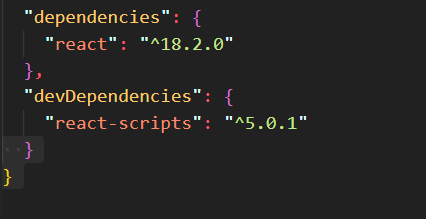 "dependencies": {
"react": "^18.2.0"
},
"devDependencies": {
"react-scripts": "^5.0.1"
}
}